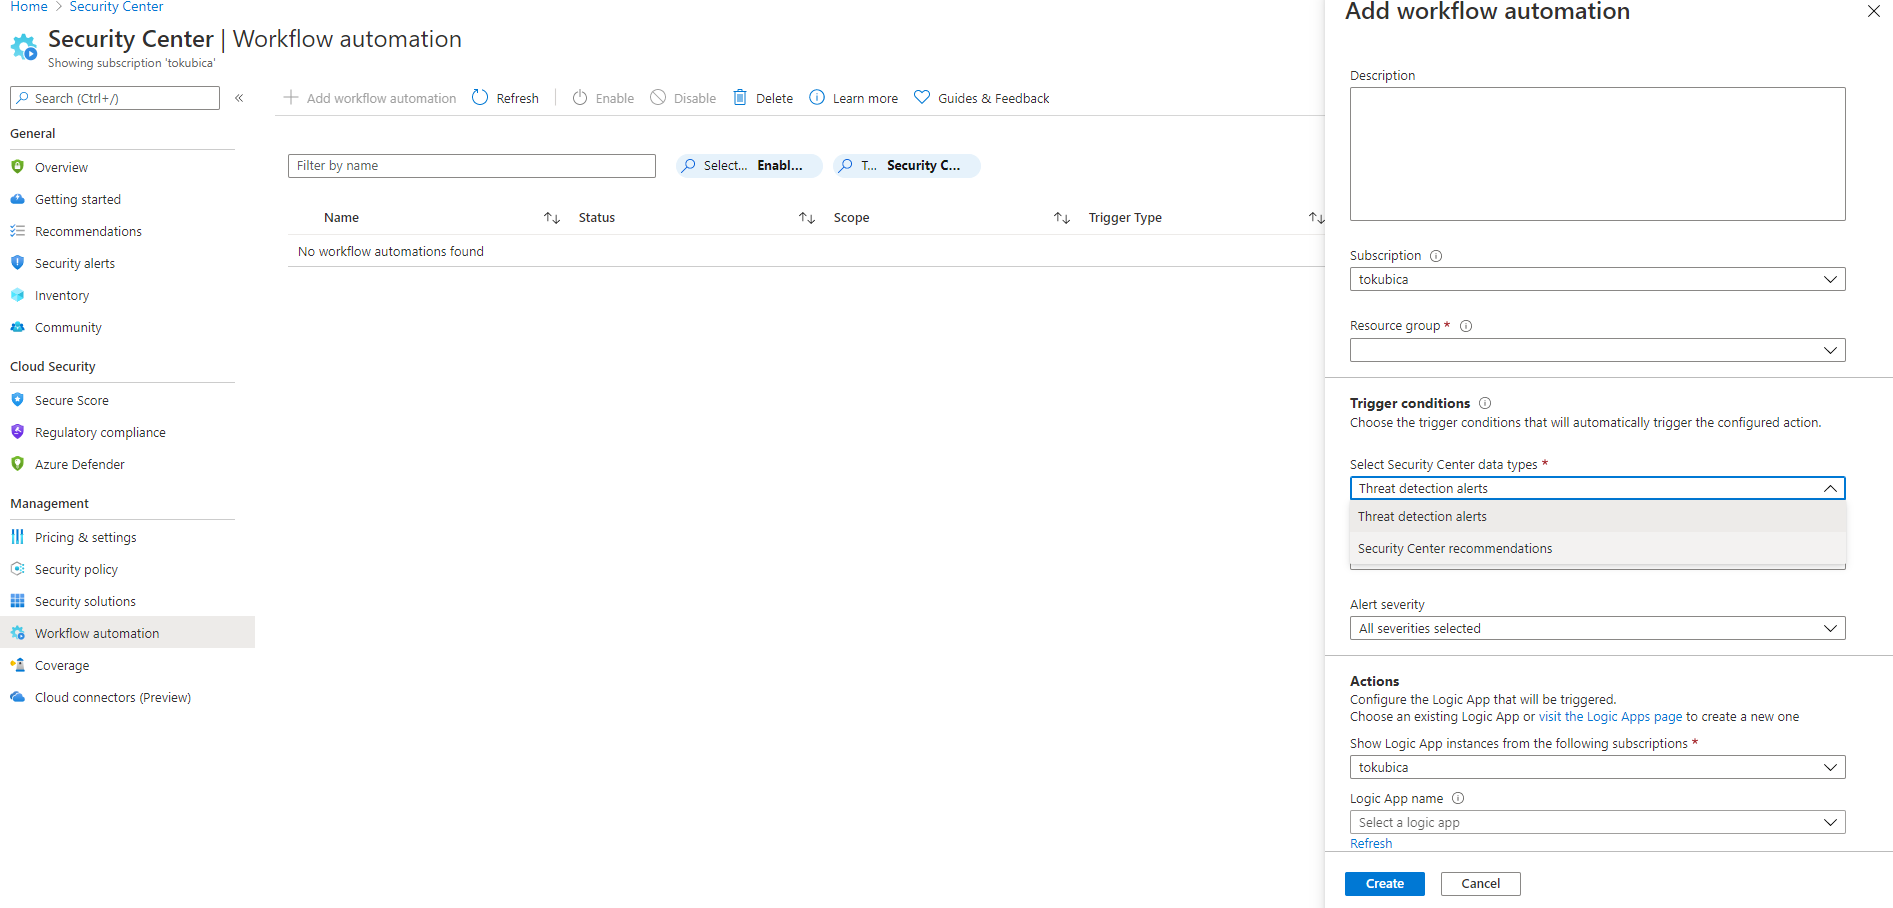 Home > Security Center
Security Center | Workflow automation
Showing subscription 'tokubica'
Search (Ctrl+/)
«
General
Overview
Getting started
Recommendations
Security alerts
Inventory
Community
Cloud Security
Secure Score
Regulatory compliance
Azure Defender
Management
Pricing & settings
Security policy
Security solutions
Workflow automation
Coverage
Cloud connectors (Preview)
Add workflow automation Refresh Enable Disable Delete Learn more Guides & Feedback
Filter by name Select... Enabl... T... Security C...
Name Status Scope Trigger Type
No workflow automations found
Add workflow automation
Description
Subscription
tokubica
Resource group *
Trigger conditions
Choose the trigger conditions that will automatically trigger the configured action.
Select Security Center data types *
Threat detection alerts
Threat detection alerts
Security Center recommendations
Alert severity
All severities selected
Actions
Configure the Logic App that will be triggered.
Choose an existing Logic App or visit the Logic Apps page to create a new one
Show Logic App instances from the following subscriptions *
tokubica
Logic App name
Select a logic app
Refresh
Create Cancel